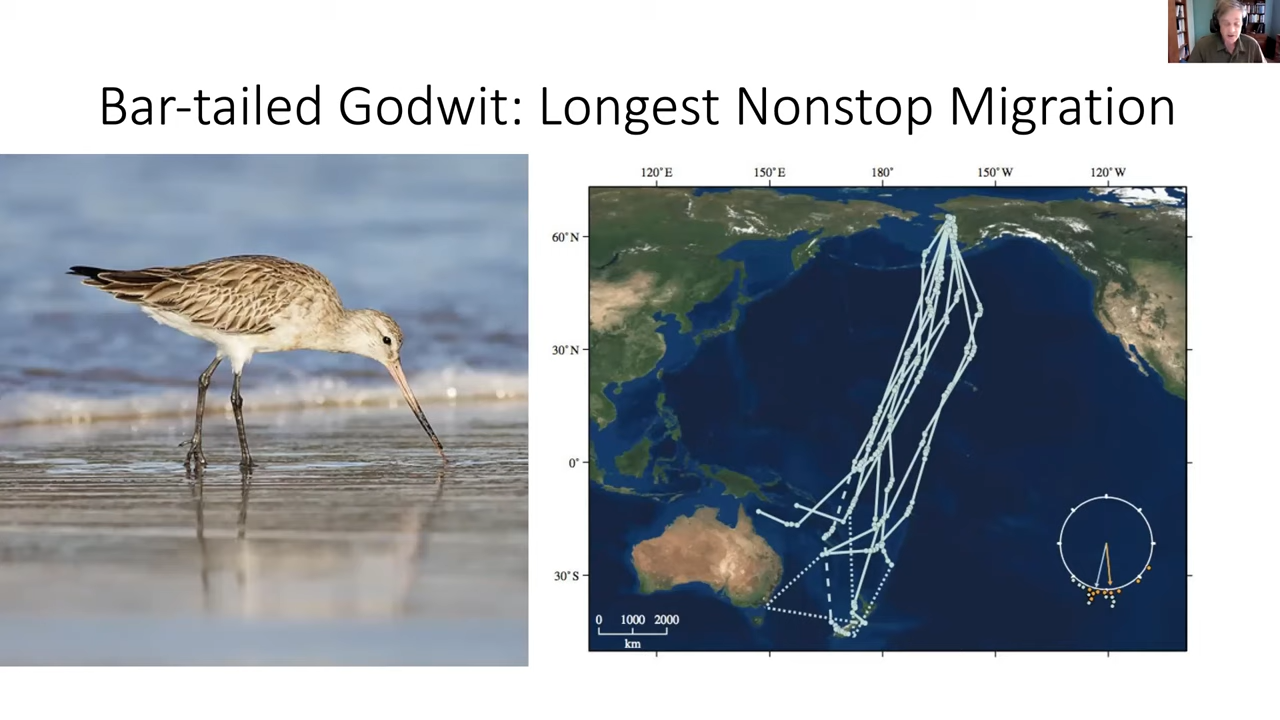 Bar-tailed Godwit: Longest Nonstop Migration
120°E 150°E 180° 150°W 120°W
60°N
30°N
0°
30°S
0 1000 2000
km